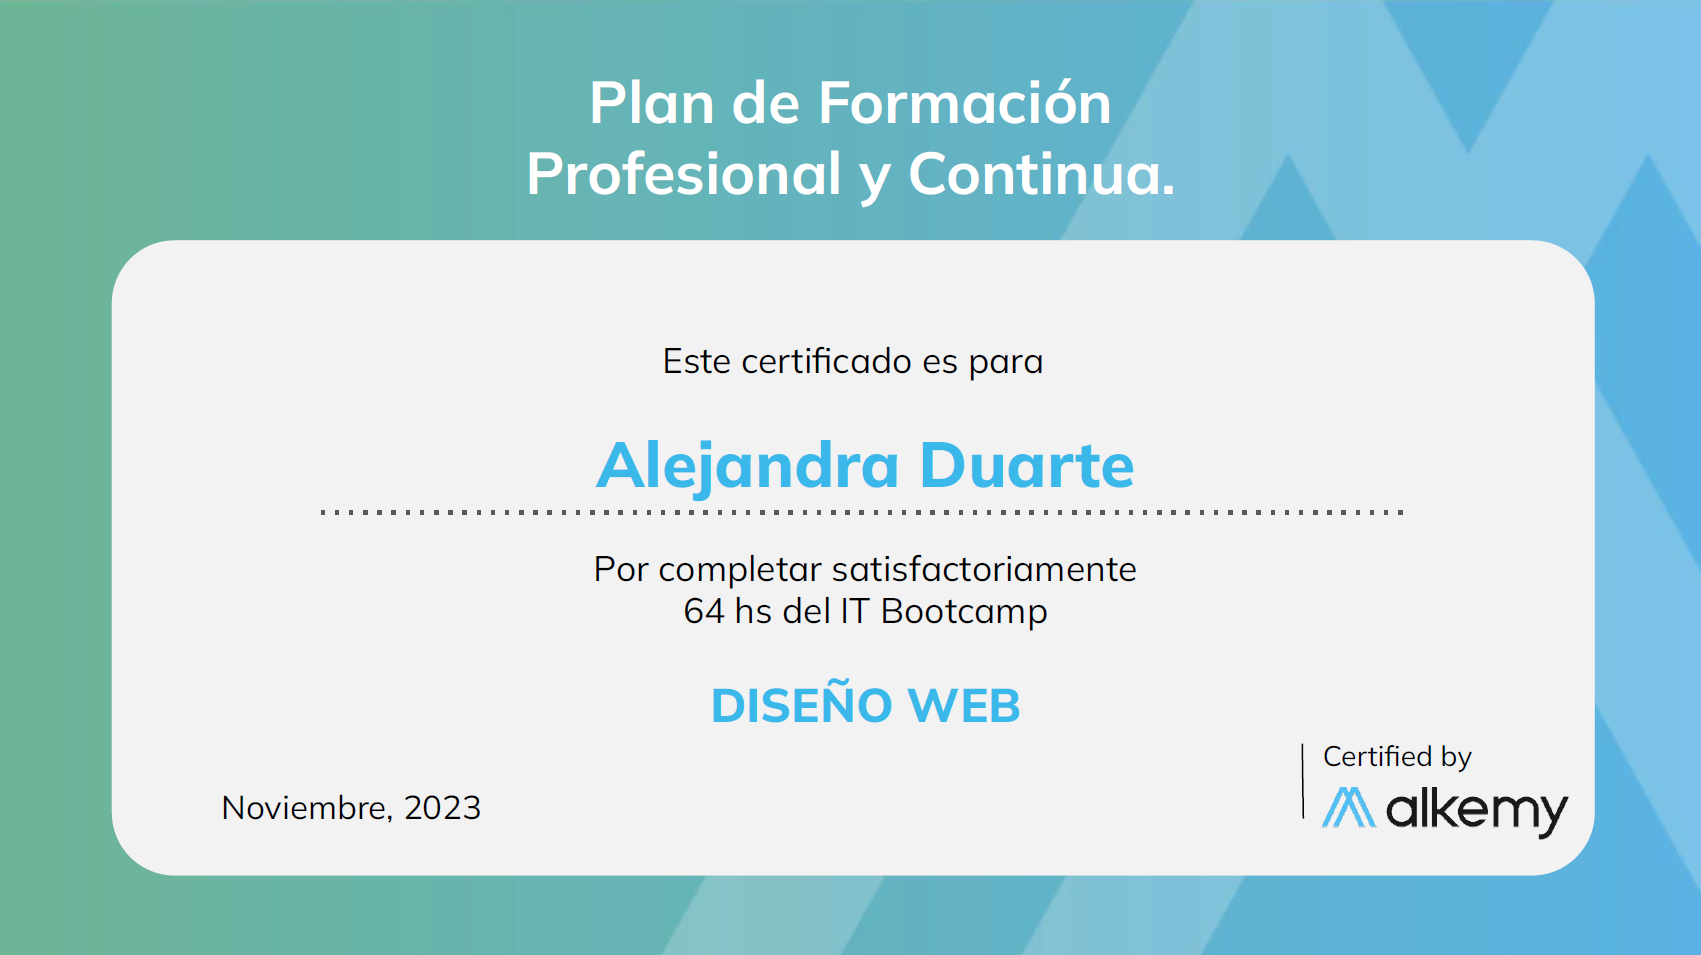 Plan de Formación
Profesional y Continua.
Este certificado es para
Alejandra Duarte
Por completar satisfactoriamente
64 hs del IT Bootcamp
DISEÑO WEB
Certified by
alkemy
Noviembre, 2023